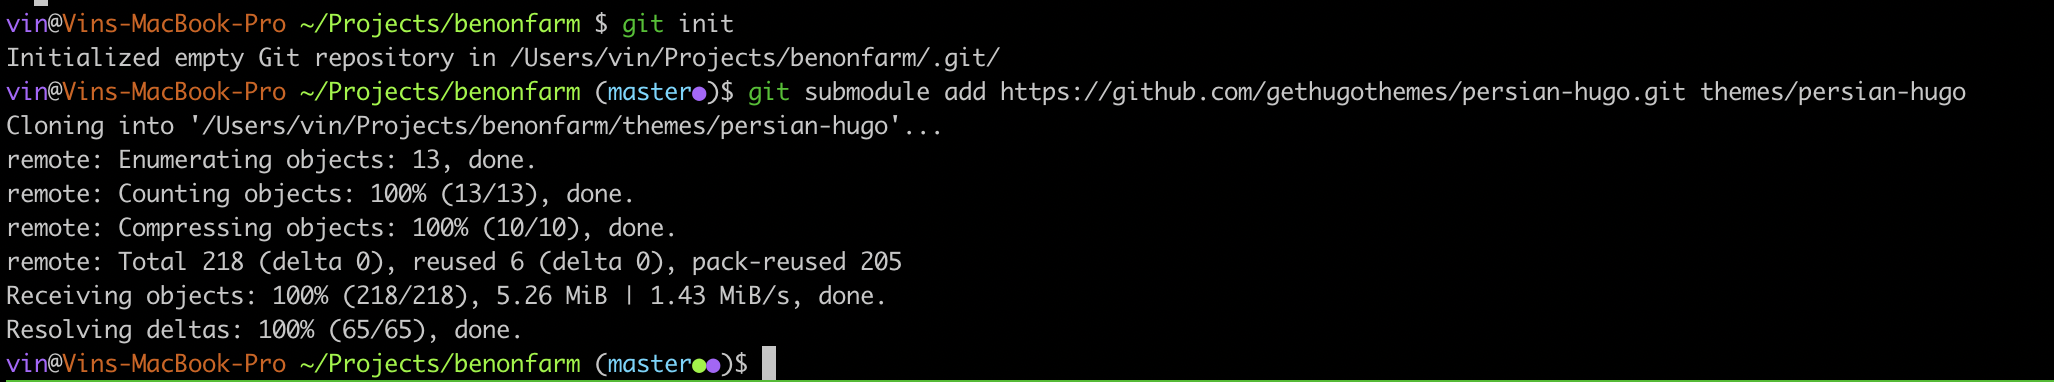 vin@Vins-MacBook-Pro ~/Projects/benonfarm $ git init
Initialized empty Git repository in /Users/vin/Projects/benonfarm/.git/
vin@Vins-MacBook-Pro ~/Projects/benonfarm (master●)$ git submodule add https://github.com/gethugothemes/persian-hugo.git themes/persian-hugo
Cloning into '/Users/vin/Projects/benonfarm/themes/persian-hugo'...
remote: Enumerating objects: 13, done.
remote: Counting objects: 100% (13/13), done.
remote: Compressing objects: 100% (10/10), done.
remote: Total 218 (delta 0), reused 6 (delta 0), pack-reused 205
Receiving objects: 100% (218/218), 5.26 MiB | 1.43 MiB/s, done.
Resolving deltas: 100% (65/65), done.
vin@Vins-MacBook-Pro ~/Projects/benonfarm (master●●)$